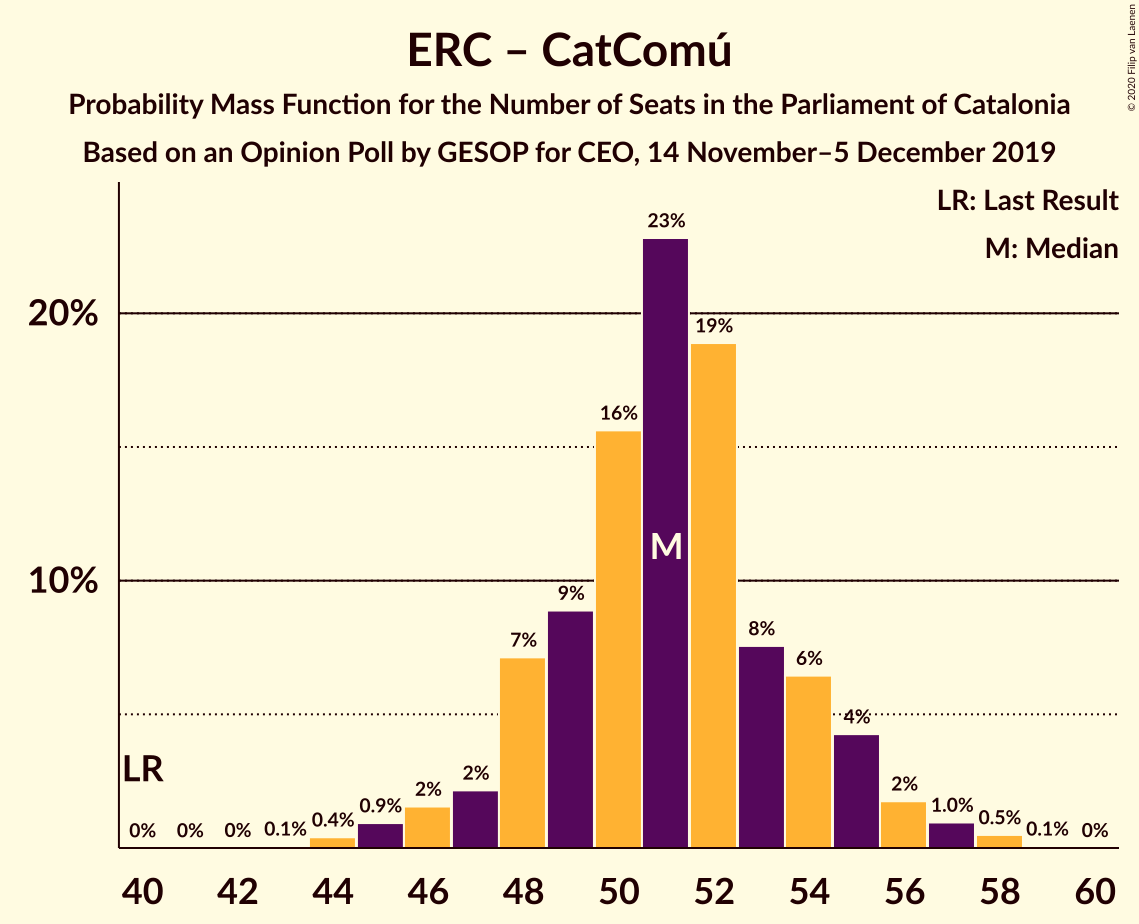 ERC – CatComú
Probability Mass Function for the Number of Seats in the Parliament of Catalonia
Based on an Opinion Poll by GESOP for CEO, 14 November–5 December 2019
© 2020 Filip van Laenen
LR: Last Result
M: Median
20%
10%
23%
19%
16%
M
9%
8%
7%
6%
4%
LR
2%
2%
2%
0%
0%
0%
0.1%
0.4%
0.9%
1.0%
0.5%
0.1%
0%
40 42 44 46 48 50 52 54 56 58 60